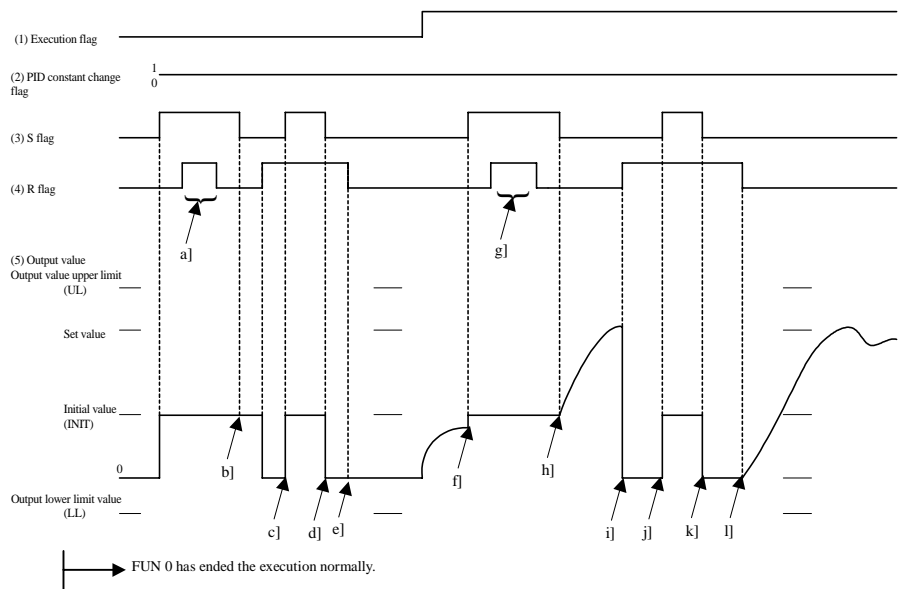 (1) Execution flag
(2) PID constant change
flag
1
0
(3) S flag
(4) R flag
a]
g]
(5) Output value
Output value upper limit
(UL)
Set value
Initial value
(INIT)
b]
f]
h]
0
Output lower limit value
(LL)
c]
d]
e]
i]
j]
k]
l]
FUN 0 has ended the execution normally.